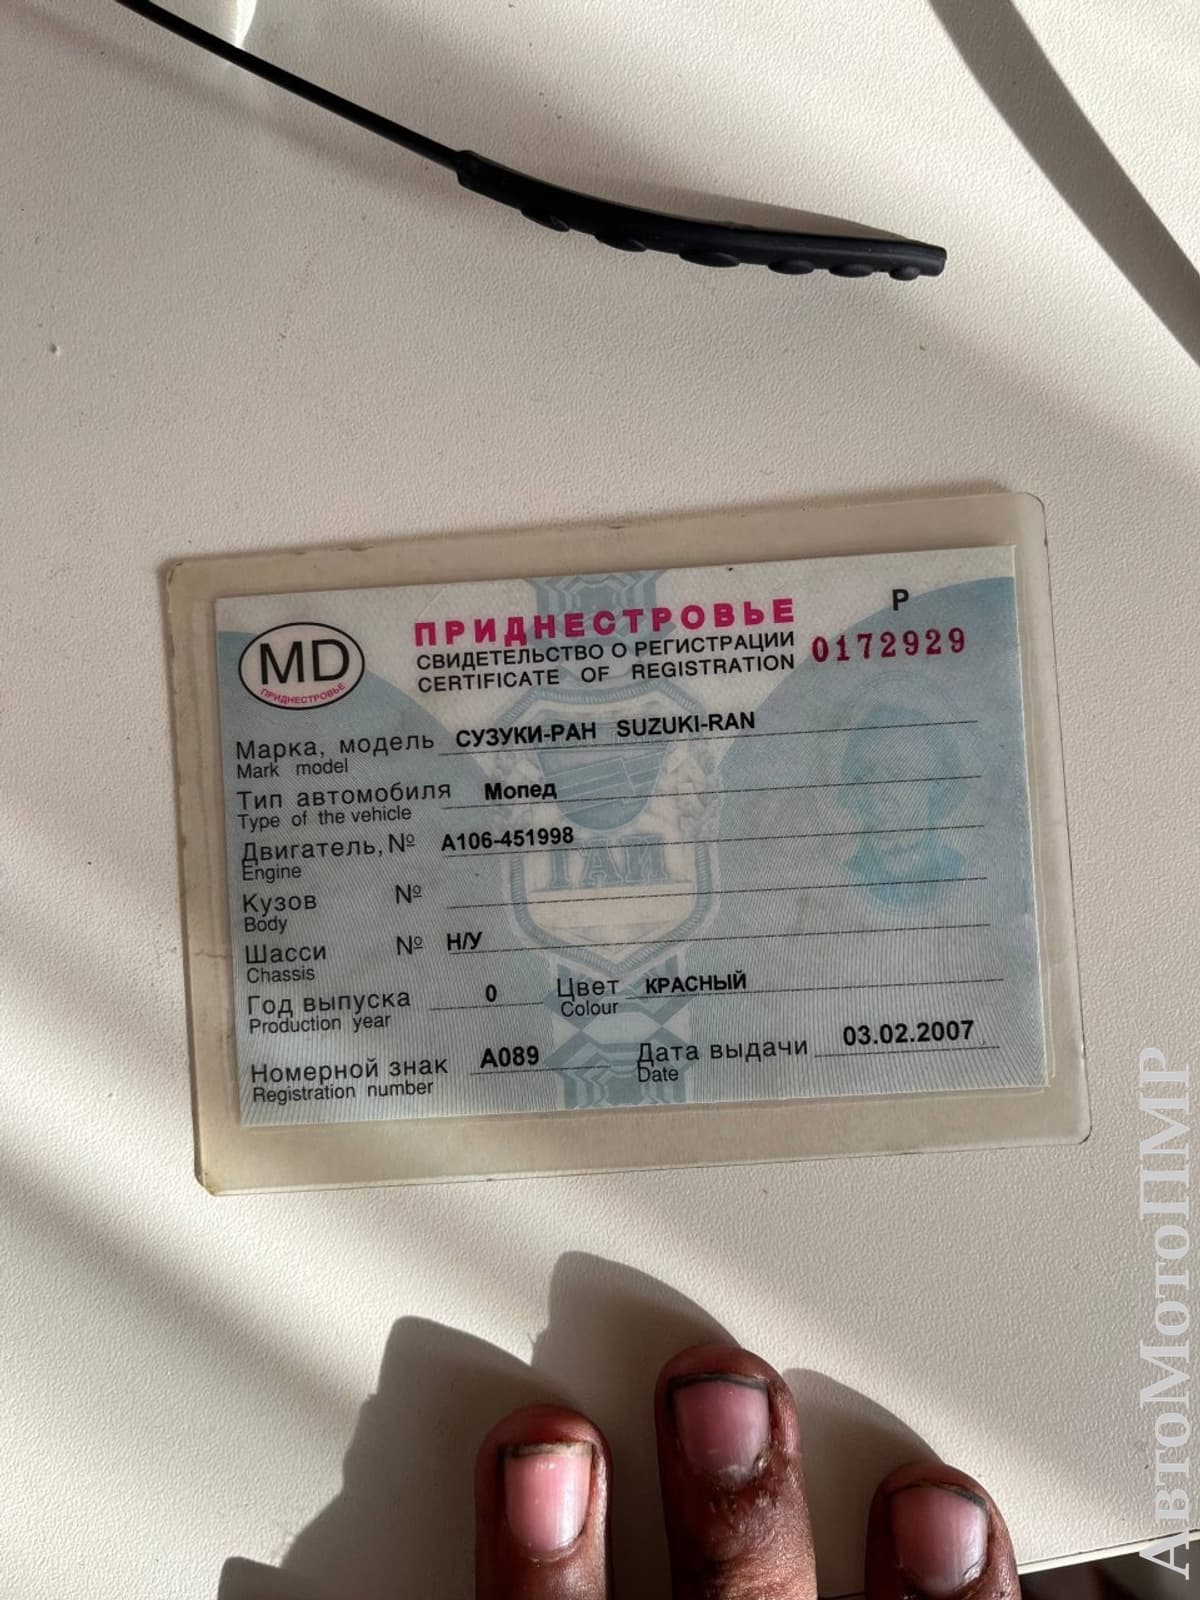 P
ПРИДНЕСТРОВЬЕ
MD
ПРИДНЕСТРОВЬЕ
СВИДЕТЕЛЬСТВО О РЕГИСТРАЦИИ 0172929
CERTIFICATE OF REGISTRATION
Марка, модель СУЗУКИ-РАН SUZUKI-RAN
Mark model
Тип автомобиля Мопед
Type of the vehicle
Двигатель, № А106-451998
Engine
ГАИ
Кузов №
Body
Шасси № Н/У
Chassis
Год выпуска 0 Цвет КРАСНЫЙ
Production year Colour
Номерной знак А089 Дата выдачи 03.02.2007
Registration number Date
АвтоМотоПМР